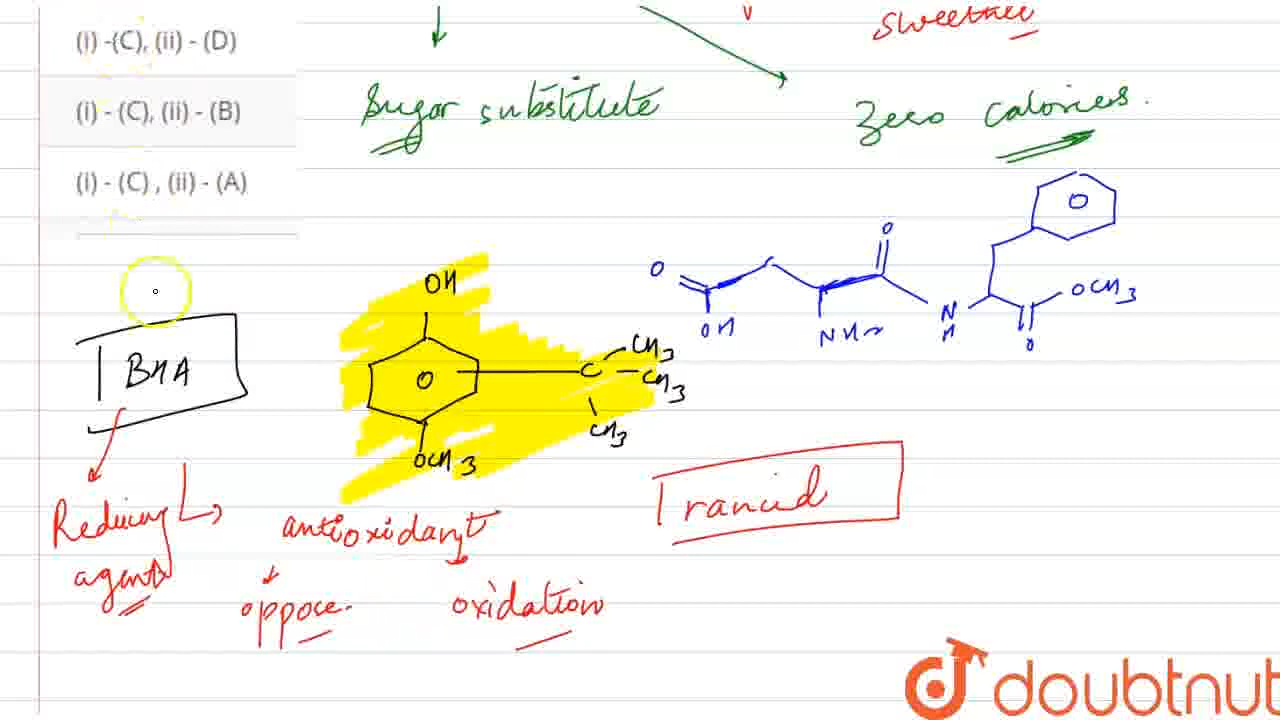 sweetner
(i) -{C), (ii) - (D)
Sugar substitute
Zero calories.
(i) - (C), (ii) - (B)
(i) - (C) , (ii) - (A)
O
O
O
OCH3
OH
NH2
N
H
O
OH
BHA
O
C
CH3
CH3
CH3
OCH3
rancid
Reducing
agent
antioxidant
oppose.
oxidation
doubtnut